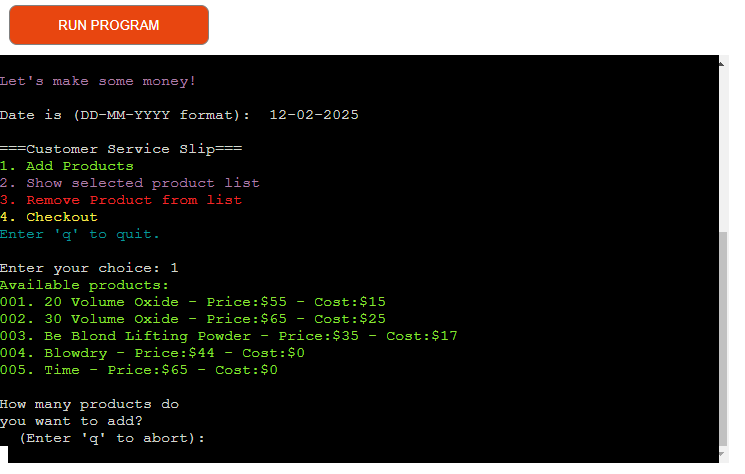 RUN PROGRAM
Let's make some money!
Date is (DD-MM-YYYY format):  12-02-2025
===Customer Service Slip===
1. Add Products
2. Show selected product list
3. Remove Product from list
4. Checkout
Enter 'q' to quit.
Enter your choice: 1
Available products:
001. 20 Volume Oxide - Price:$55 - Cost:$15
002. 30 Volume Oxide - Price:$65 - Cost:$25
003. Be Blond Lifting Powder - Price:$35 - Cost:$17
004. Blowdry - Price:$44 - Cost:$0
005. Time - Price:$65 - Cost:$0
How many products do
you want to add?
  (Enter 'q' to abort):